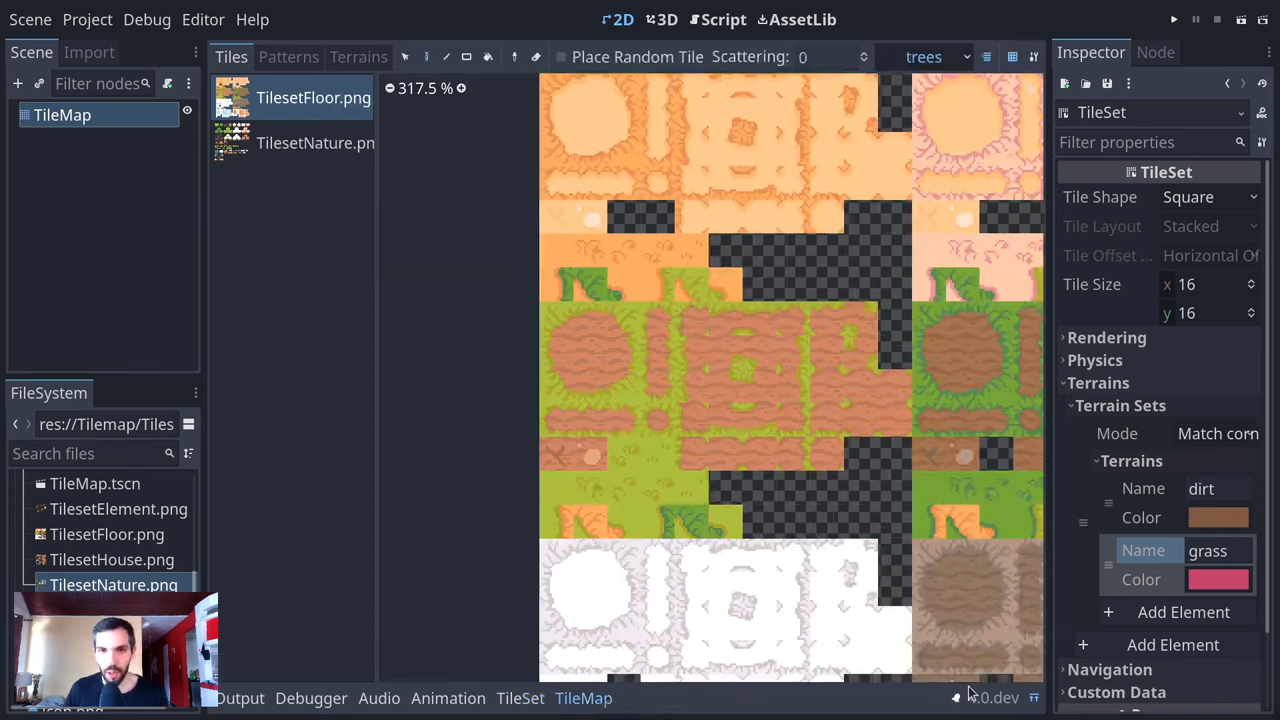 Scene Project Debug Editor Help 2D 3D Script AssetLib
Scene Import
Filter nodes
TileMap
Tiles Patterns Terrains Place Random Tile Scattering: 0 trees
TilesetFloor.png
TilesetNature.pn
317.5 %
FileSystem
res://Tilemap/Tiles
Search files
TileMap.tscn
TilesetElement.png
TilesetFloor.png
TilesetHouse.png
TilesetNature.png
Output Debugger Audio Animation TileSet TileMap
.0.dev
Inspector Node
TileSet
Filter properties
TileSet
Tile Shape Square
Tile Layout Stacked
Tile Offset ... Horizontal Of
Tile Size x 16
y 16
Rendering
Physics
Terrains
Terrain Sets
Mode Match corn
Terrains
Name dirt
Color
Name grass
Color
+ Add Element
+ Add Element
Navigation
Custom Data